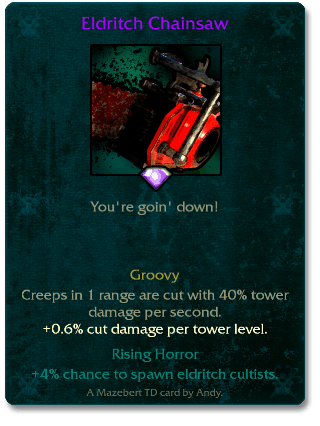 Eldritch Chainsaw
You're goin' down!
Groovy
Creeps in 1 range are cut with 40% tower
damage per second.
+0.6% cut damage per tower level.
Rising Horror
+4% chance to spawn eldritch cultists.
A Mazebert TD card by Andy.